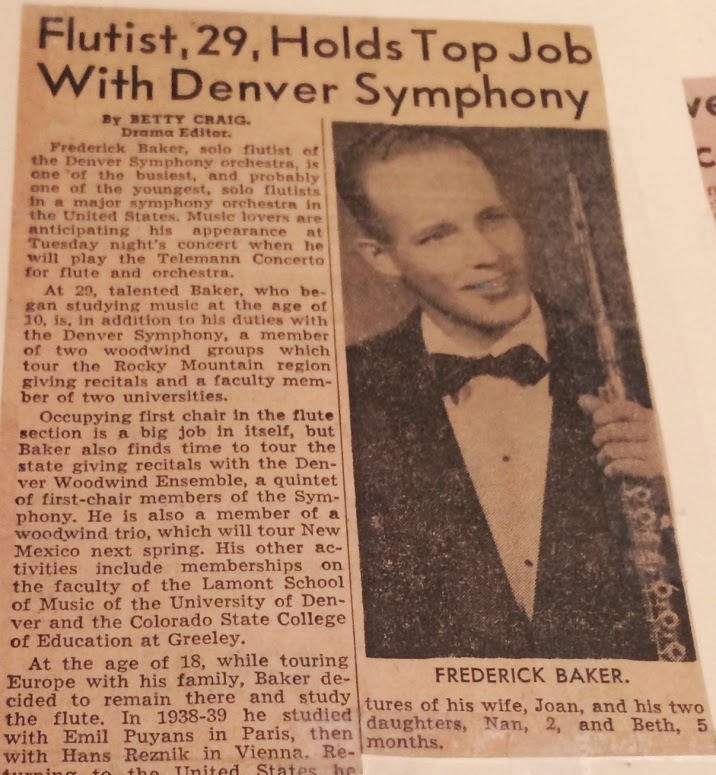 Flutist, 29, Holds Top Job
With Denver Symphony
By BETTY CRAIG.
Drama Editor.
Frederick Baker, solo flutist of
the Denver Symphony orchestra, is
one of the busiest, and probably
one of the youngest, solo flutists
in a major symphony orchestra in
the United States. Music lovers are
anticipating his appearance at
Tuesday night's concert when he
will play the Telemann Concerto
for flute and orchestra.
At 29, talented Baker, who be-
gan studying music at the age of
10, is, in addition to his duties with
the Denver Symphony, a member
of two woodwind groups which
tour the Rocky Mountain region
giving recitals and a faculty mem-
ber of two universities.
Occupying first chair in the flute
section is a big job in itself, but
Baker also finds time to tour the
state giving recitals with the Den-
ver Woodwind Ensemble, a quintet
of first-chair members of the Sym-
phony. He is also a member of a
woodwind trio, which will tour New
Mexico next spring. His other ac-
tivities include memberships on
the faculty of the Lamont School
of Music of the University of Den-
ver and the Colorado State College
of Education at Greeley.
At the age of 18, while touring
Europe with his family, Baker de-
cided to remain there and study
the flute. In 1938-39 he studied
with Emil Puyans in Paris, then
with Hans Reznik in Vienna. Re-
turning to the United States he
FREDERICK BAKER.
tures of his wife, Joan, and his two
daughters, Nan, 2, and Beth, 5
months.